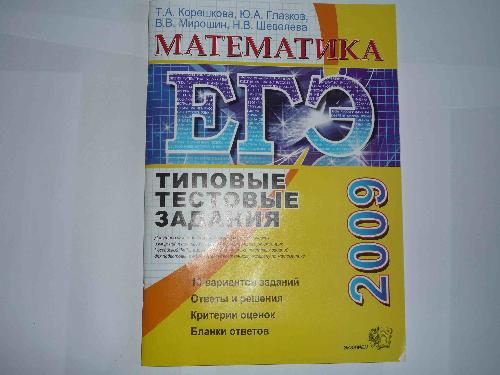 Т.А. Корешкова, Ю.А. Глазков,
В.В. Мирошин, Н.В. Шевелева
МАТЕМАТИКА
ЕГЭ
ТИПОВЫЕ
ТЕСТОВЫЕ
ЗАДАНИЯ
2009
10 вариантов заданий
Ответы и решения
Критерии оценок
Бланки ответов
ЭКЗАМЕН